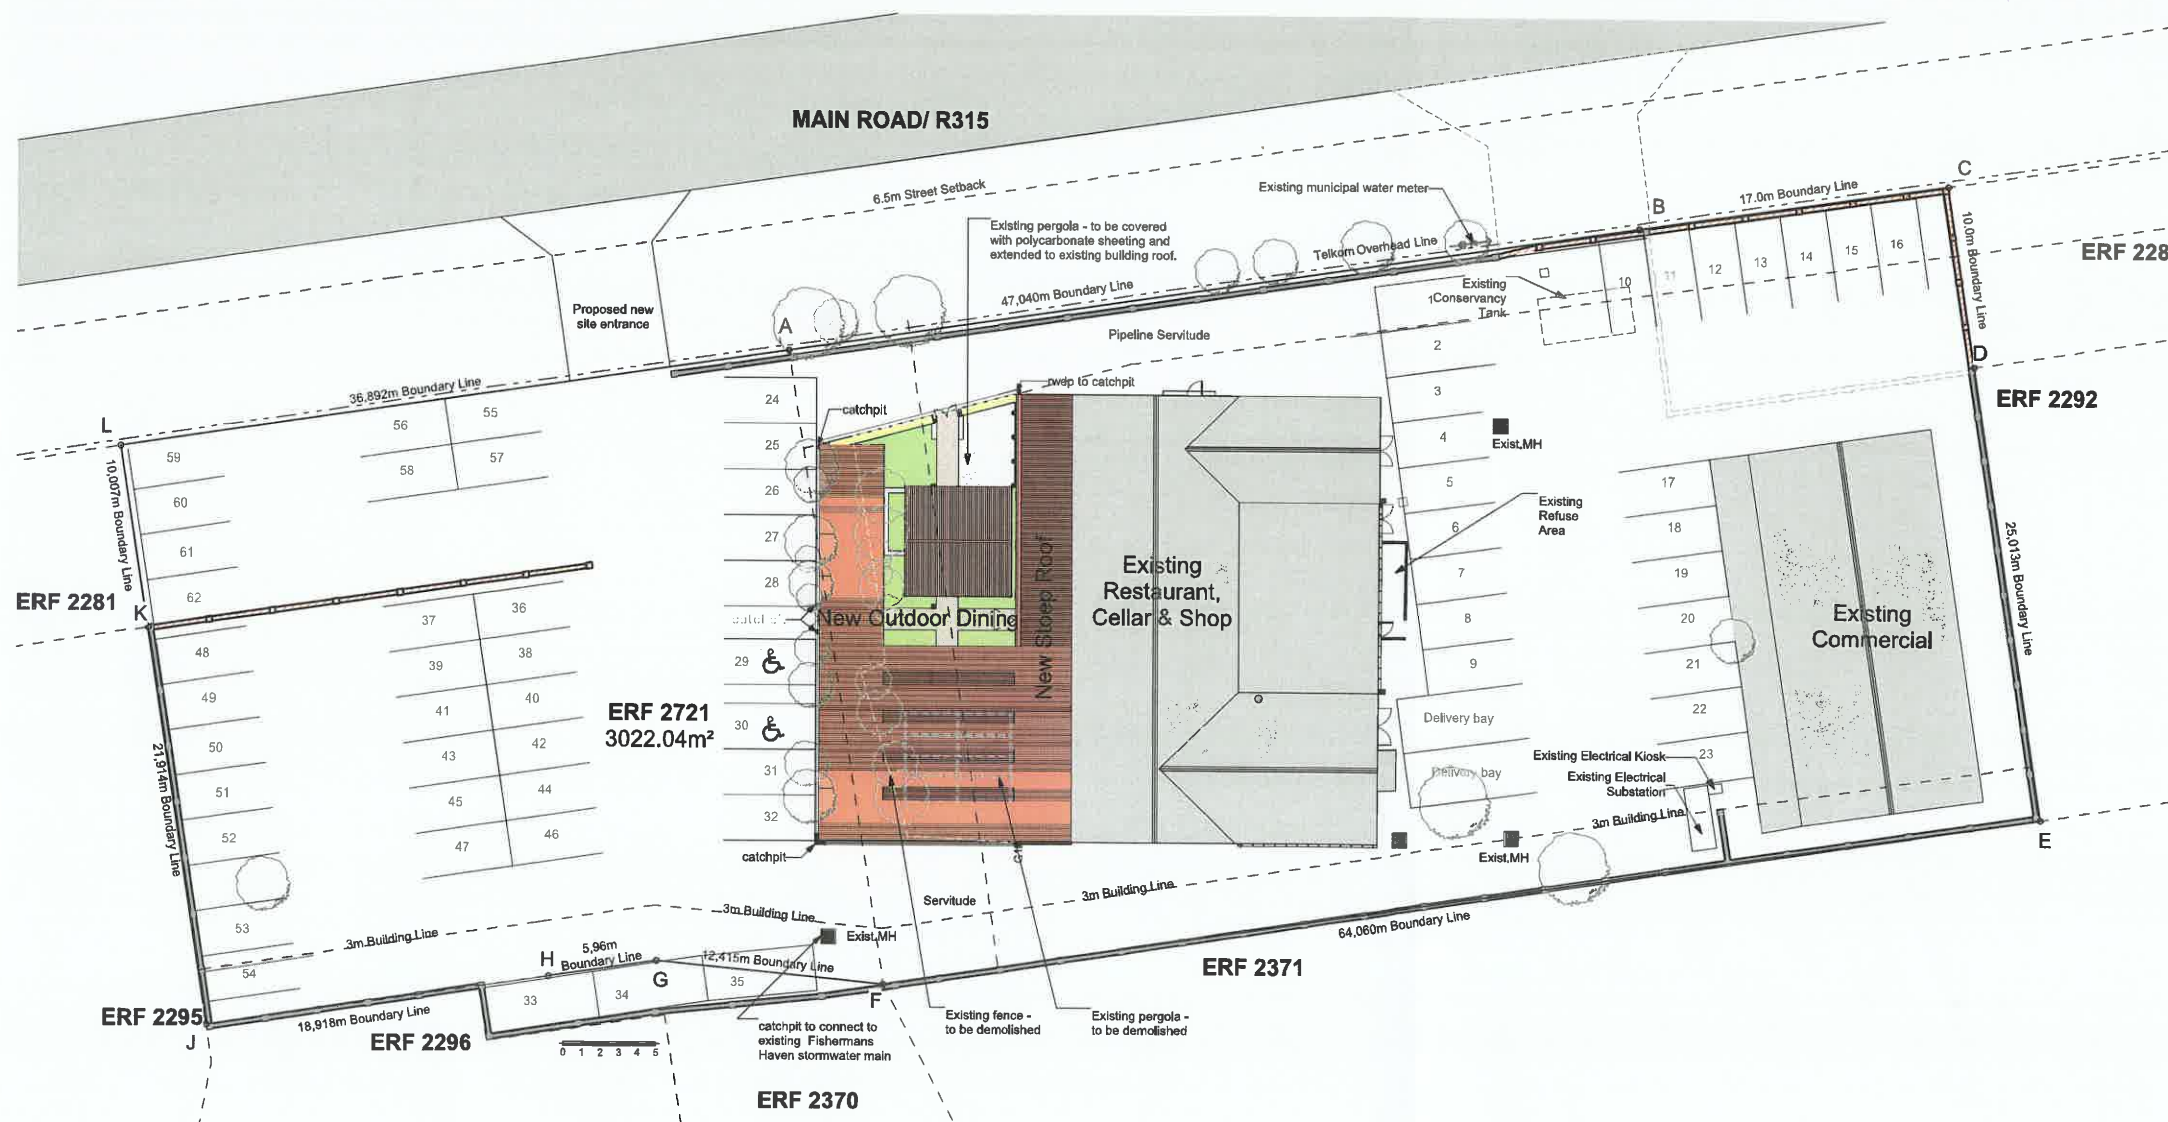 MAIN ROAD/ R315
6.5m Street Setback
Existing municipal water meter
17.0m Boundary Line
C
B
Existing pergola - to be covered
with polycarbonate sheeting and
extended to existing building roof.
Telkom Overhead Line
10.0m Boundary Line
ERF 228
47,040m Boundary Line
Existing
Conservancy
Tank
1
10
11
12
13
14
15
16
Proposed new
site entrance
A
Pipeline Servitude
D
36,892m Boundary Line
rwdp to catchpit
ERF 2292
L
catchpit
Exist.MH
10,007m Boundary Line
59
60
61
62
56
55
58
57
24
25
26
27
28
2
3
4
5
6
7
8
9
17
18
19
20
21
22
23
Existing
Refuse
Area
25,013m Boundary Line
ERF 2281
K
New Outdoor Dining
New Stoep Roof
Existing
Restaurant,
Cellar & Shop
Existing
Commercial
48
49
50
51
52
53
54
37
36
39
38
41
40
43
42
45
44
47
46
29
30
31
32
ERF 2721
3022.04m²
21,914m Boundary Line
Delivery bay
Delivery bay
Existing Electrical Kiosk
Existing Electrical
Substation
3m Building Line
Exist.MH
E
catchpit
Servitude
3m Building Line
3m Building Line
3m Building Line
64,060m Boundary Line
Exist.MH
H
5,96m
Boundary Line
G
12,415m Boundary Line
33
34
35
F
ERF 2371
ERF 2295
J
18,918m Boundary Line
ERF 2296
0 1 2 3 4 5
catchpit to connect to
existing Fishermans
Haven stormwater main
Existing fence -
to be demolished
Existing pergola -
to be demolished
ERF 2370